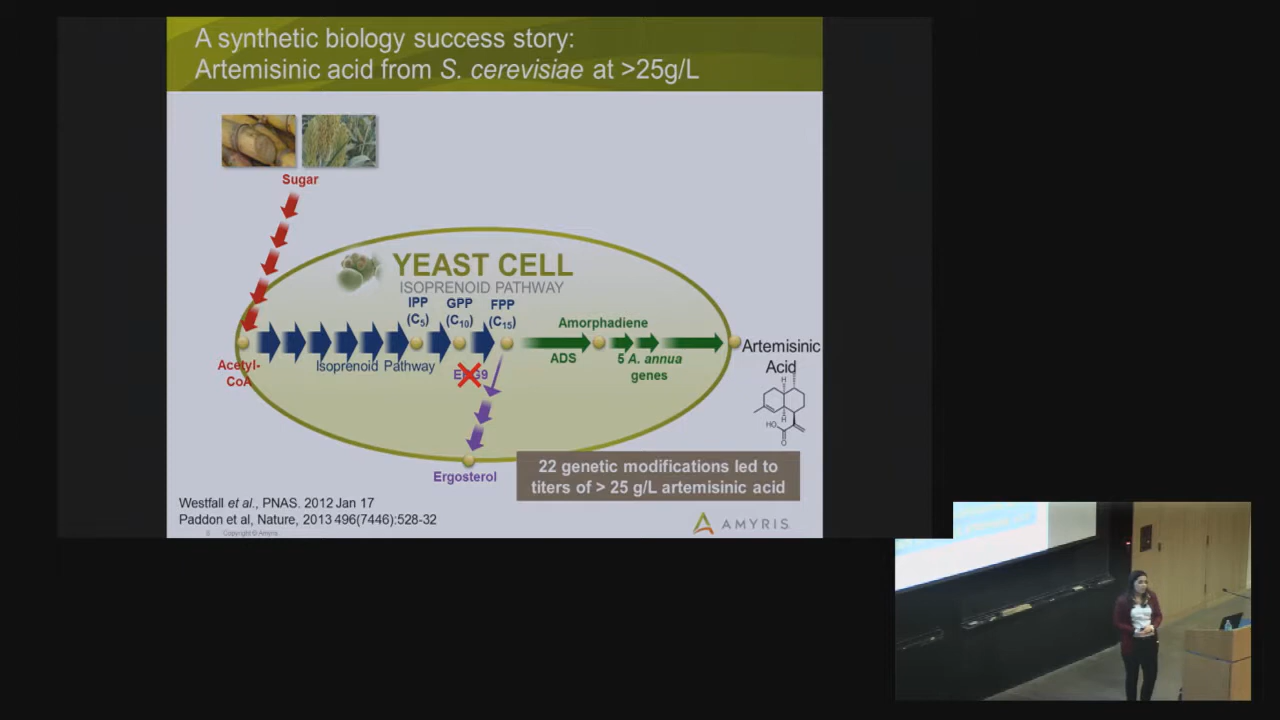 A synthetic biology success story:
Artemisinic acid from S. cerevisiae at >25g/L
Sugar
YEAST CELL
ISOPRENOID PATHWAY
IPP
(C5)
GPP
(C10)
FPP
(C15)
Amorphadiene
Artemisinic
Acid
Acetyl-
CoA
Isoprenoid Pathway
ADS
5 A. annua
genes
H
H
HO
O
Ergosterol
22 genetic modifications led to
titers of > 25 g/L artemisinic acid
Westfall et al., PNAS. 2012 Jan 17
Paddon et al, Nature, 2013 496(7446):528-32
Copyright © Amyris
AMYRIS